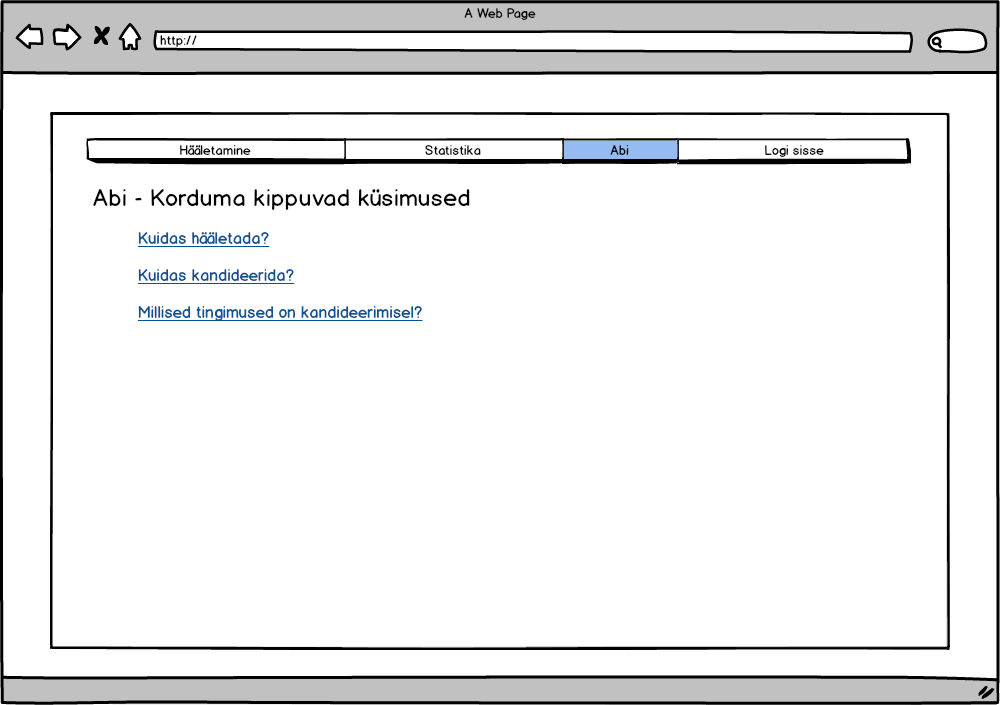 A Web Page
http://
Hääletamine Statistika Abi Logi sisse
Abi - Korduma kippuvad küsimused
Kuidas hääletada?
Kuidas kandideerida?
Millised tingimused on kandideerimisel?